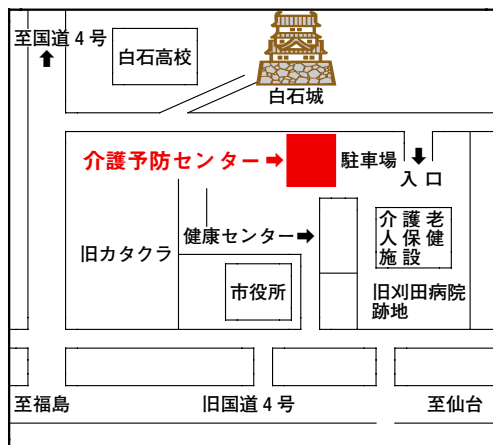 至国道4号
白石高校
白石城
介護予防センター➡
駐車場
入口
健康センター➡
介護老
人保健
施設
旧カタクラ
市役所
旧刈田病院
跡地
至福島
旧国道4号
至仙台